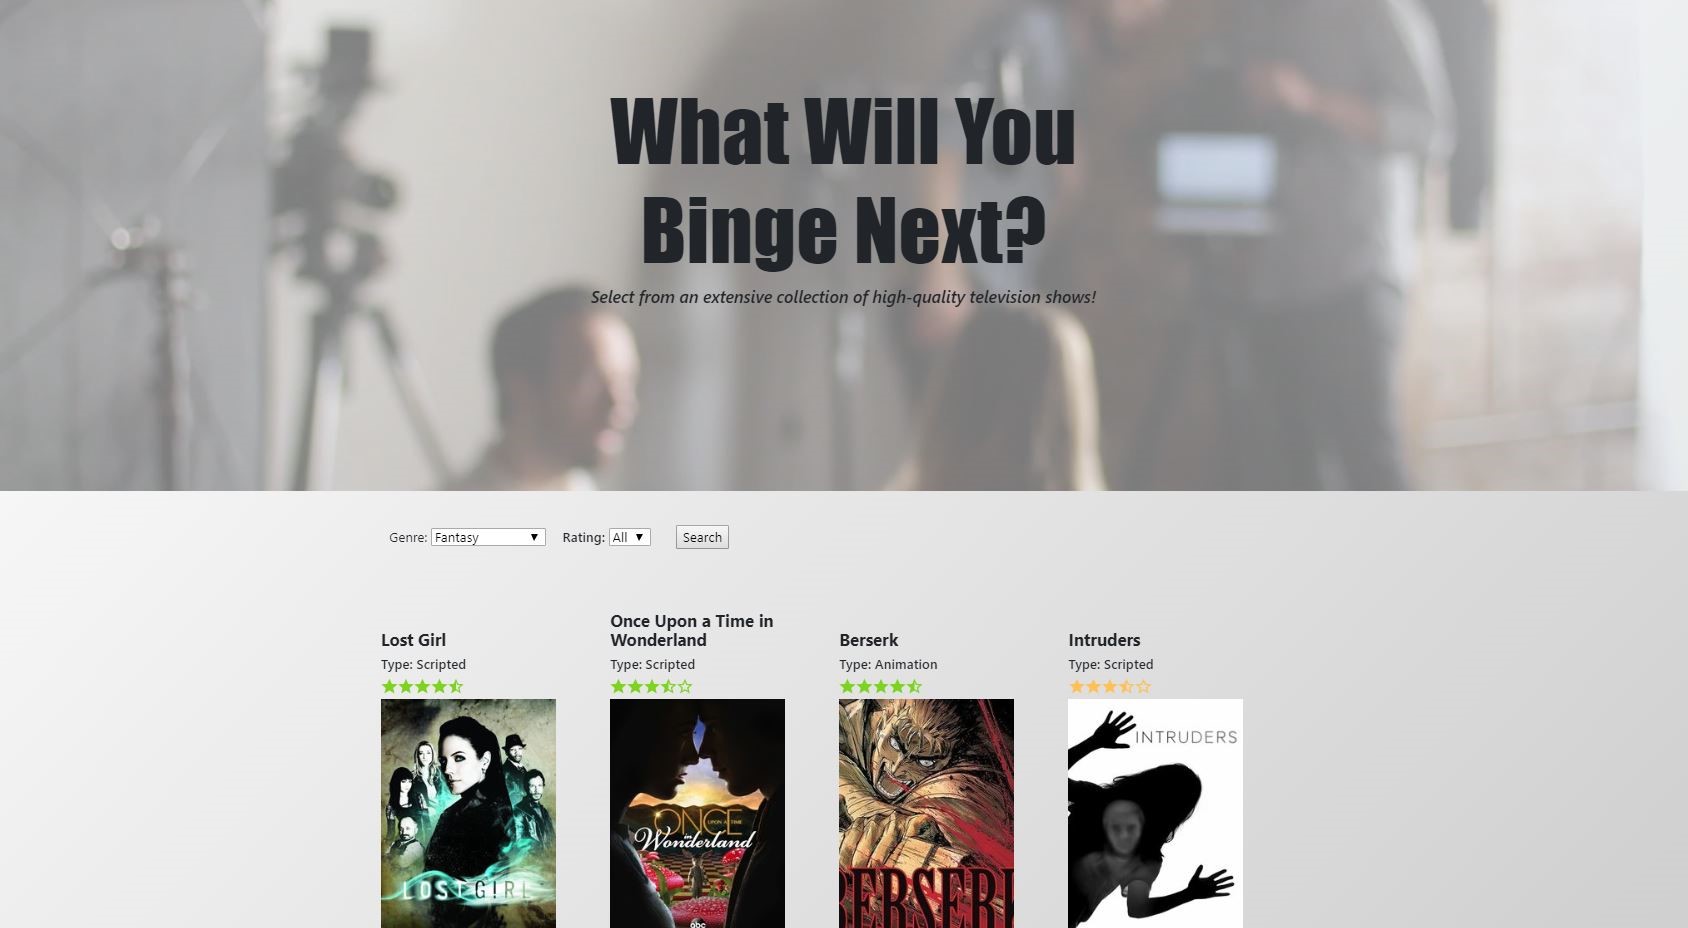 What Will You
Binge Next?
Select from an extensive collection of high-quality television shows!
Genre: Fantasy Rating: All Search
Lost Girl
Type: Scripted
Once Upon a Time in
Wonderland
Type: Scripted
Berserk
Type: Animation
Intruders
Type: Scripted
LOST GIRL
ONCE UPON A TIME
in
Wonderland
abc
BERSERK
INTRUDERS